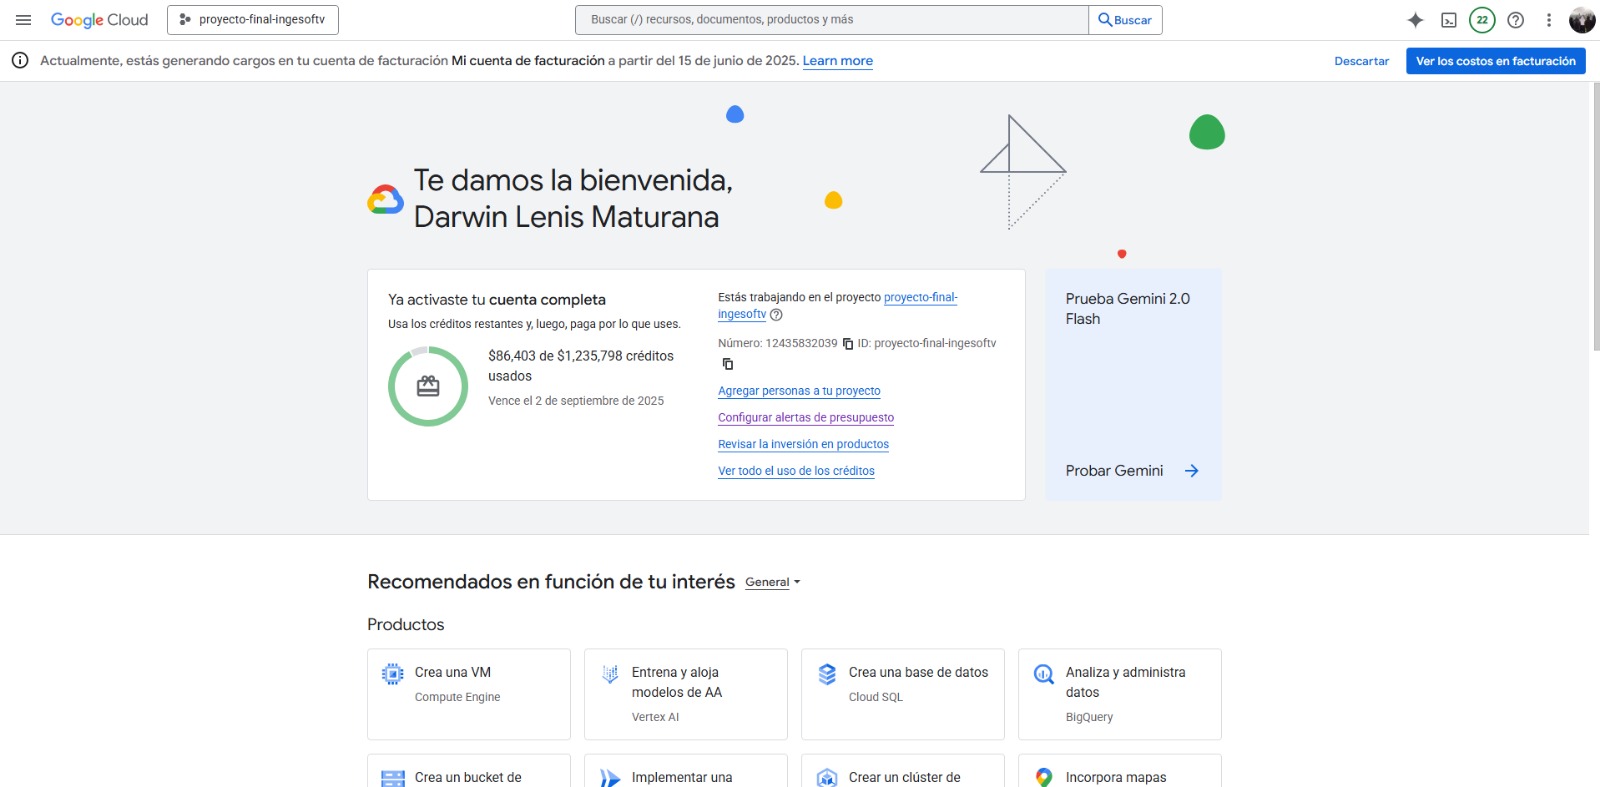 Google Cloud
proyecto-final-ingesoftv
Buscar (/) recursos, documentos, productos y más
Buscar
22
Actualmente, estás generando cargos en tu cuenta de facturación Mi cuenta de facturación a partir del 15 de junio de 2025. Learn more
Descartar
Ver los costos en facturación
Te damos la bienvenida,
Darwin Lenis Maturana
Ya activaste tu cuenta completa
Usa los créditos restantes y, luego, paga por lo que uses.
$86,403 de $1,235,798 créditos
usados
Vence el 2 de septiembre de 2025
Estás trabajando en el proyecto proyecto-final-
ingesoftv
Número: 12435832039 ID: proyecto-final-ingesoftv
Agregar personas a tu proyecto
Configurar alertas de presupuesto
Revisar la inversión en productos
Ver todo el uso de los créditos
Prueba Gemini 2.0
Flash
Probar Gemini
Recomendados en función de tu interés General
Productos
Crea una VM
Compute Engine
Entrena y aloja
modelos de AA
Vertex AI
Crea una base de datos
Cloud SQL
Analiza y administra
datos
BigQuery
Crea un bucket de
Implementar una
Crear un clúster de
Incorpora mapas